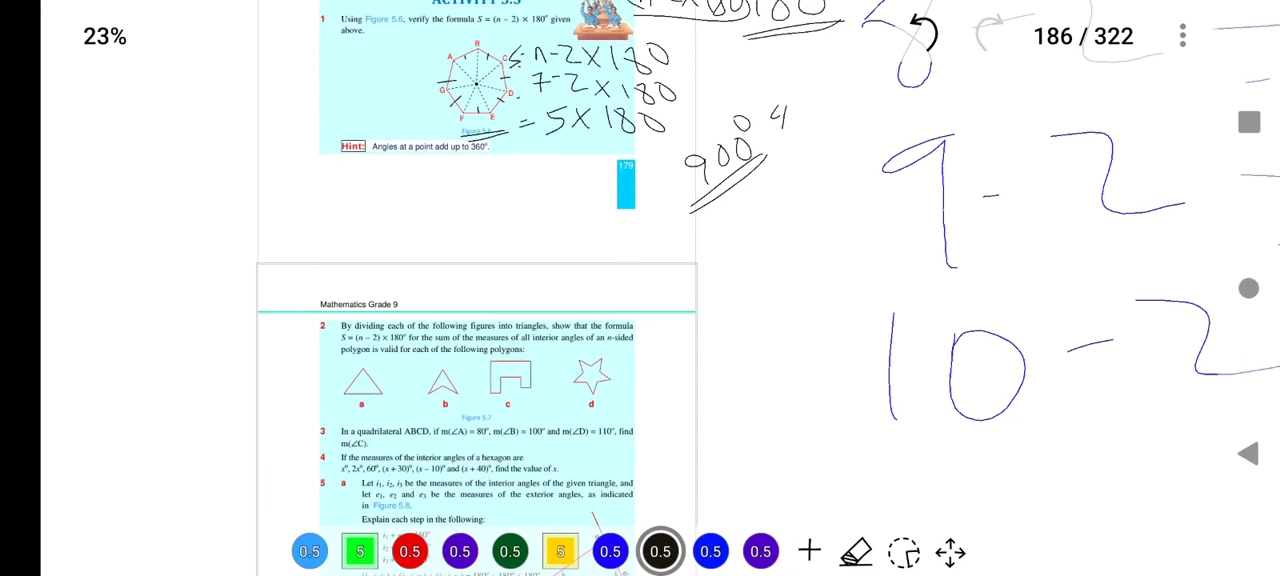 23%
186 / 322
ACTIVITY 5.3
1 Using Figure 5.6, verify the formula S = (n – 2) × 180° given
above.
A
B
C
D
E
F
G
n-2×180
7-2×180
= 5×180
900
0 4
Hint: Angles at a point add up to 360°.
179
8
9 - 2
10 - 2
Mathematics Grade 9
2 By dividing each of the following figures into triangles, show that the formula
S = (n – 2) × 180° for the sum of the measures of all interior angles of an n-sided
polygon is valid for each of the following polygons:
a b c d
Figure 5.7
3 In a quadrilateral ABCD, if m(∠A) = 80°, m(∠B) = 100° and m(∠D) = 110°, find
m(∠C).
4 If the measures of the interior angles of a hexagon are
x°, 2x°, 60°, (x + 30)°, (x – 10)° and (x + 40)°, find the value of x.
5 a Let i₁, i₂, i₃ be the measures of the interior angles of the given triangle, and
let e₁, e₂ and e₃ be the measures of the exterior angles, as indicated
in Figure 5.8.
Explain each step in the following:
0.5 5 0.5 0.5 0.5 5 0.5 0.5 0.5 0.5